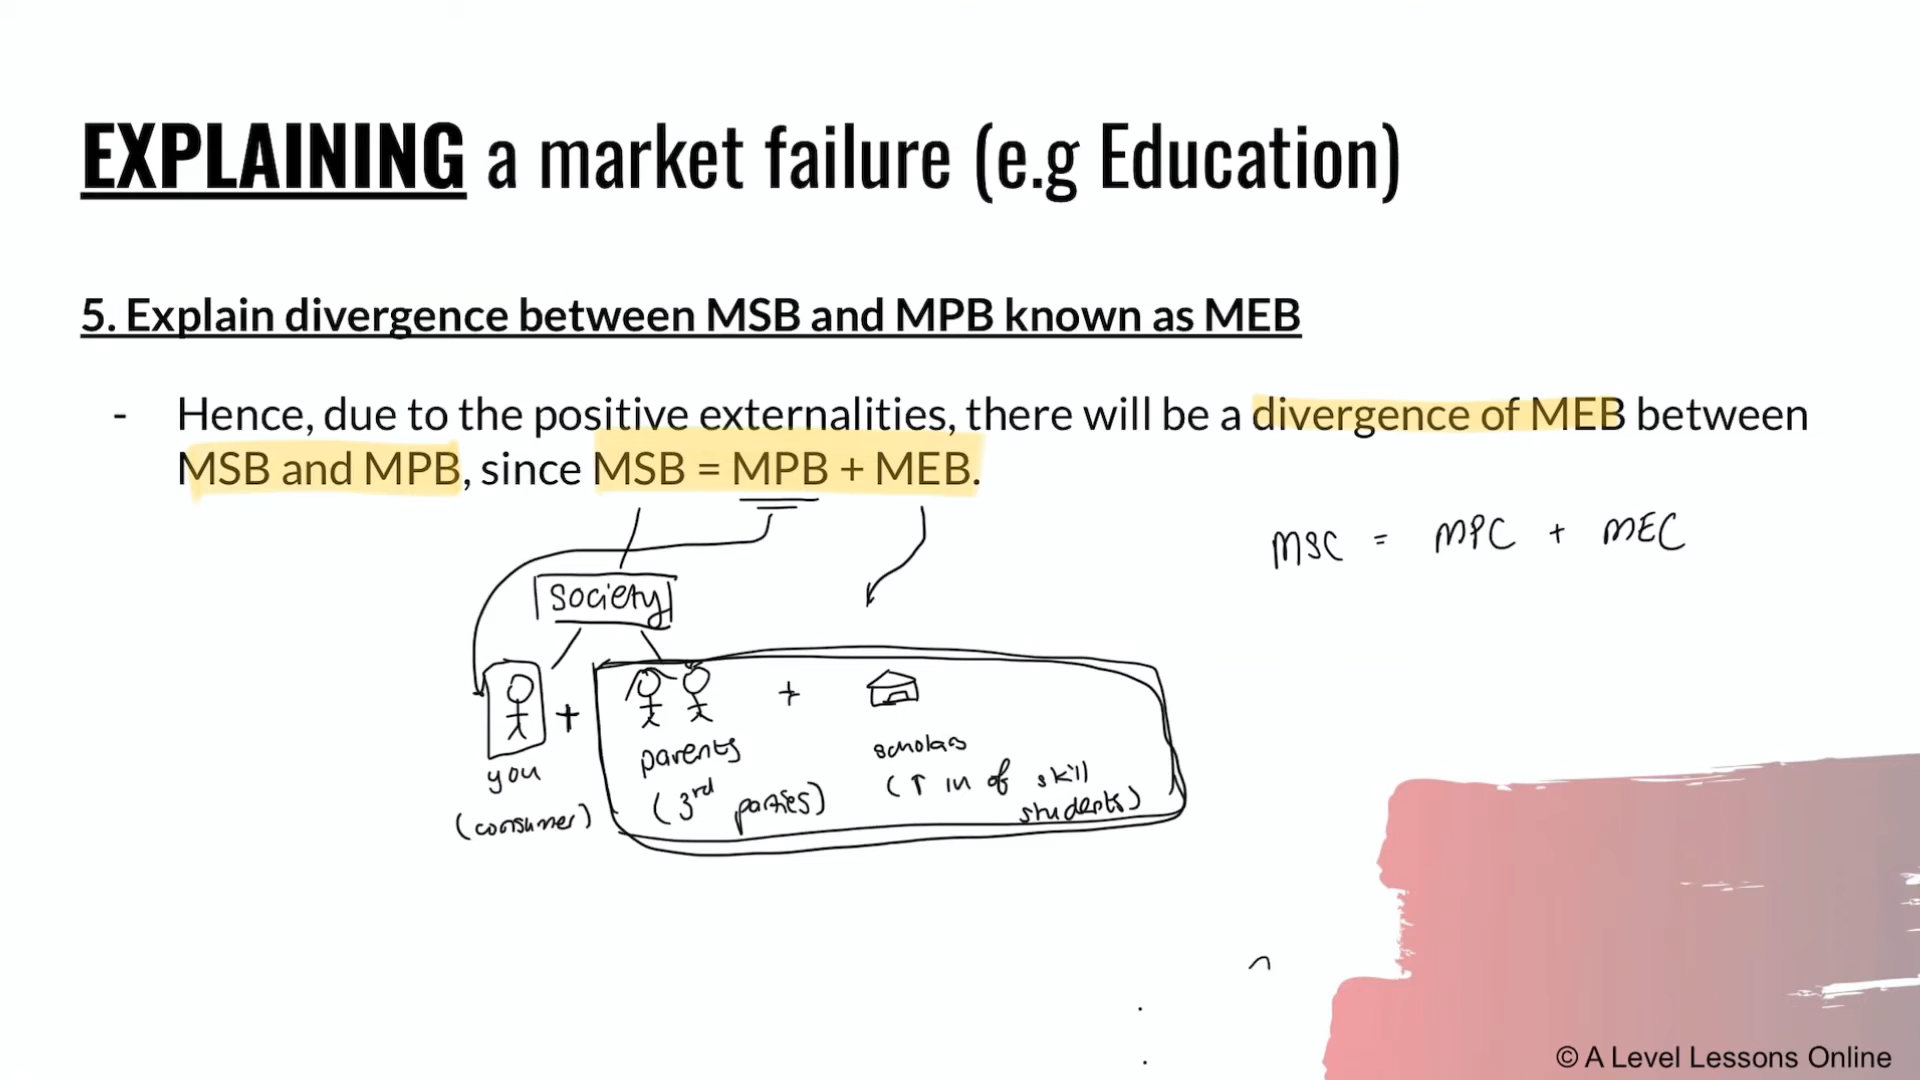 EXPLAINING a market failure (e.g Education)
5. Explain divergence between MSB and MPB known as MEB
- Hence, due to the positive externalities, there will be a divergence of MEB between
MSB and MPB, since MSB = MPB + MEB.
MSC = MPC + MEC
society
+ +
you
(consumer)
parents
(3rd parties)
scholars
(↑ in of skill
students)
© A Level Lessons Online